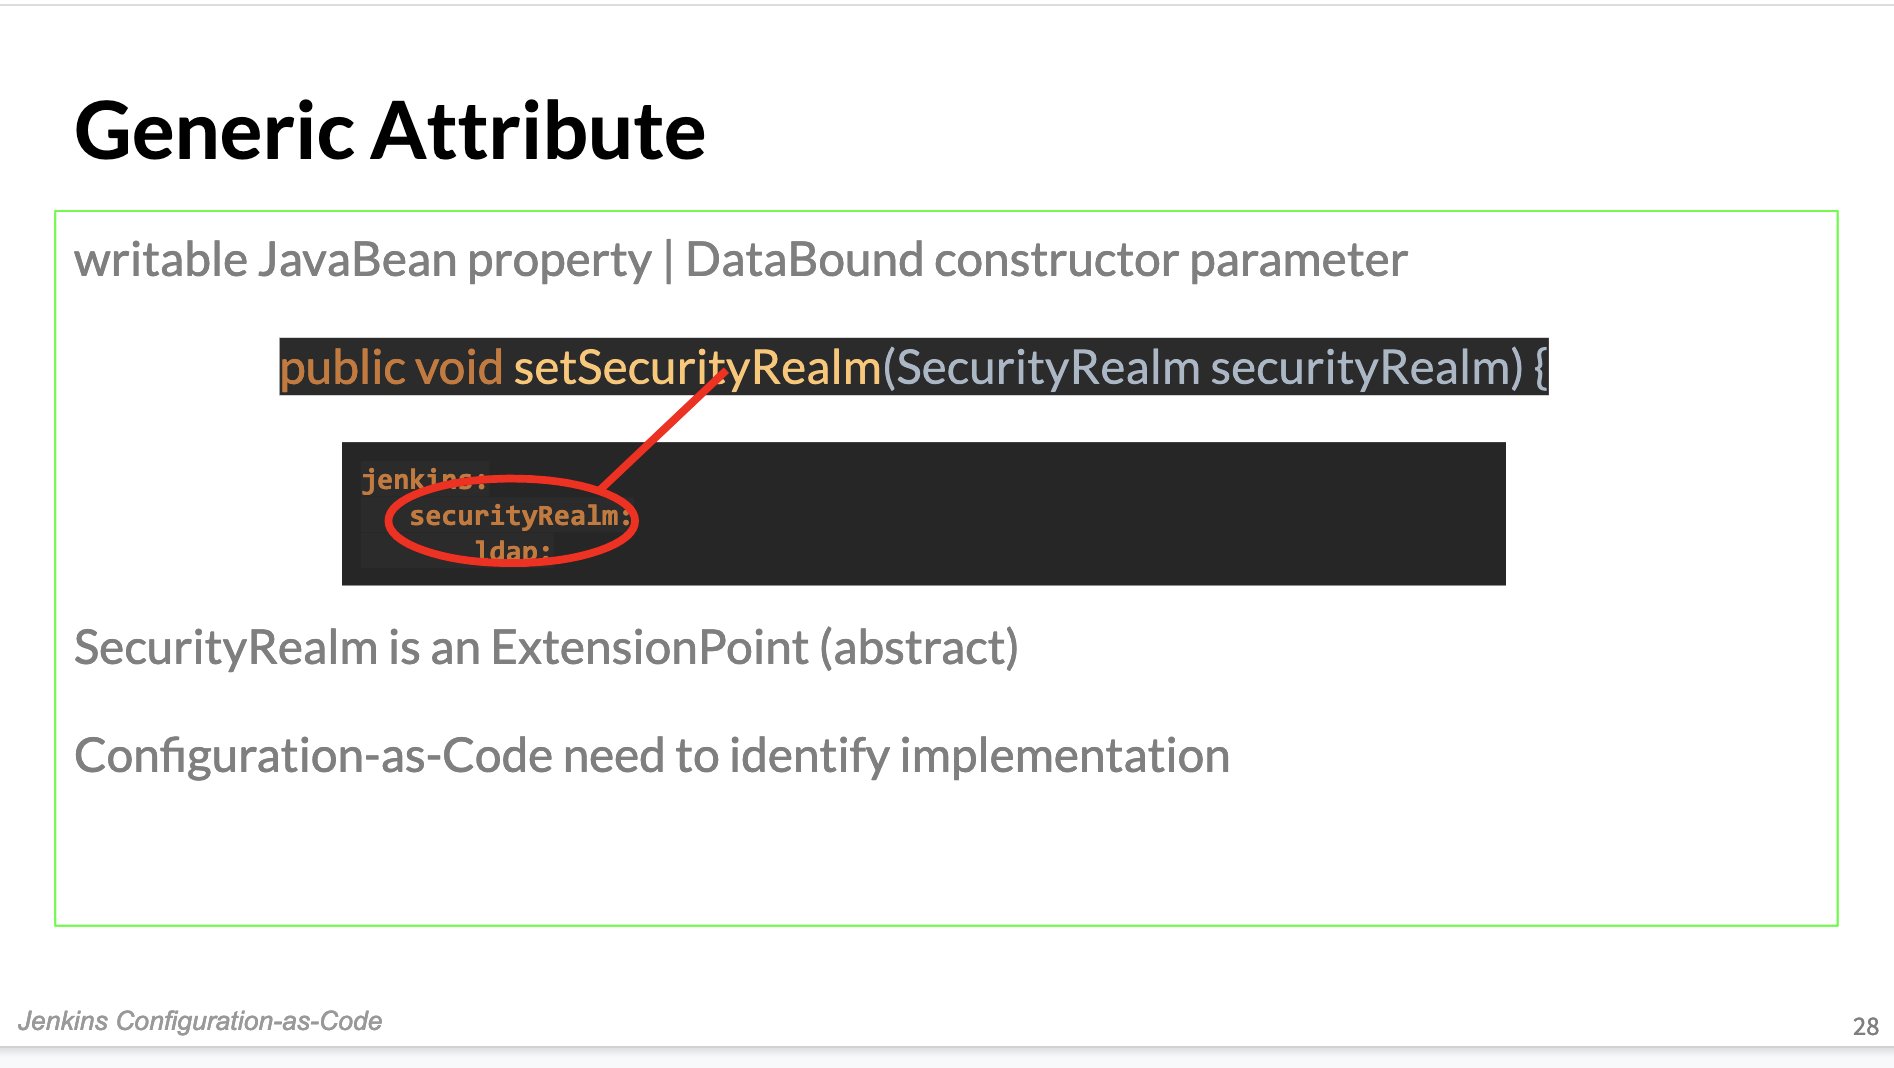 Generic Attribute
writable JavaBean property | DataBound constructor parameter
public void setSecurityRealm(SecurityRealm securityRealm) {
jenkins:
securityRealm:
ldap:
SecurityRealm is an ExtensionPoint (abstract)
Configuration-as-Code need to identify implementation
Jenkins Configuration-as-Code
28